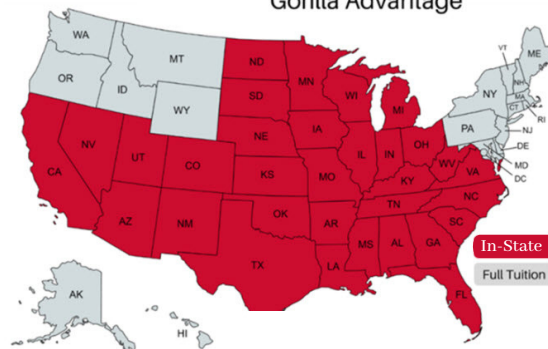 Gorilla Advantage
WA
MT
ND
MN
VT
ME
OR
ID
SD
WI
MI
NY
NH
MA
CT
RI
WY
NE
IA
PA
NJ
NV
UT
CO
KS
MO
IL
IN
OH
WV
VA
DE
MD
DC
CA
KY
NC
AZ
NM
OK
AR
TN
SC
TX
LA
MS
AL
GA
In-State
Full Tuition
AK
HI
FL